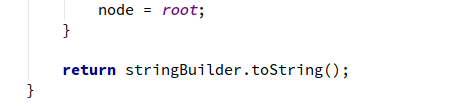 node = root;
}
return stringBuilder.toString();
}